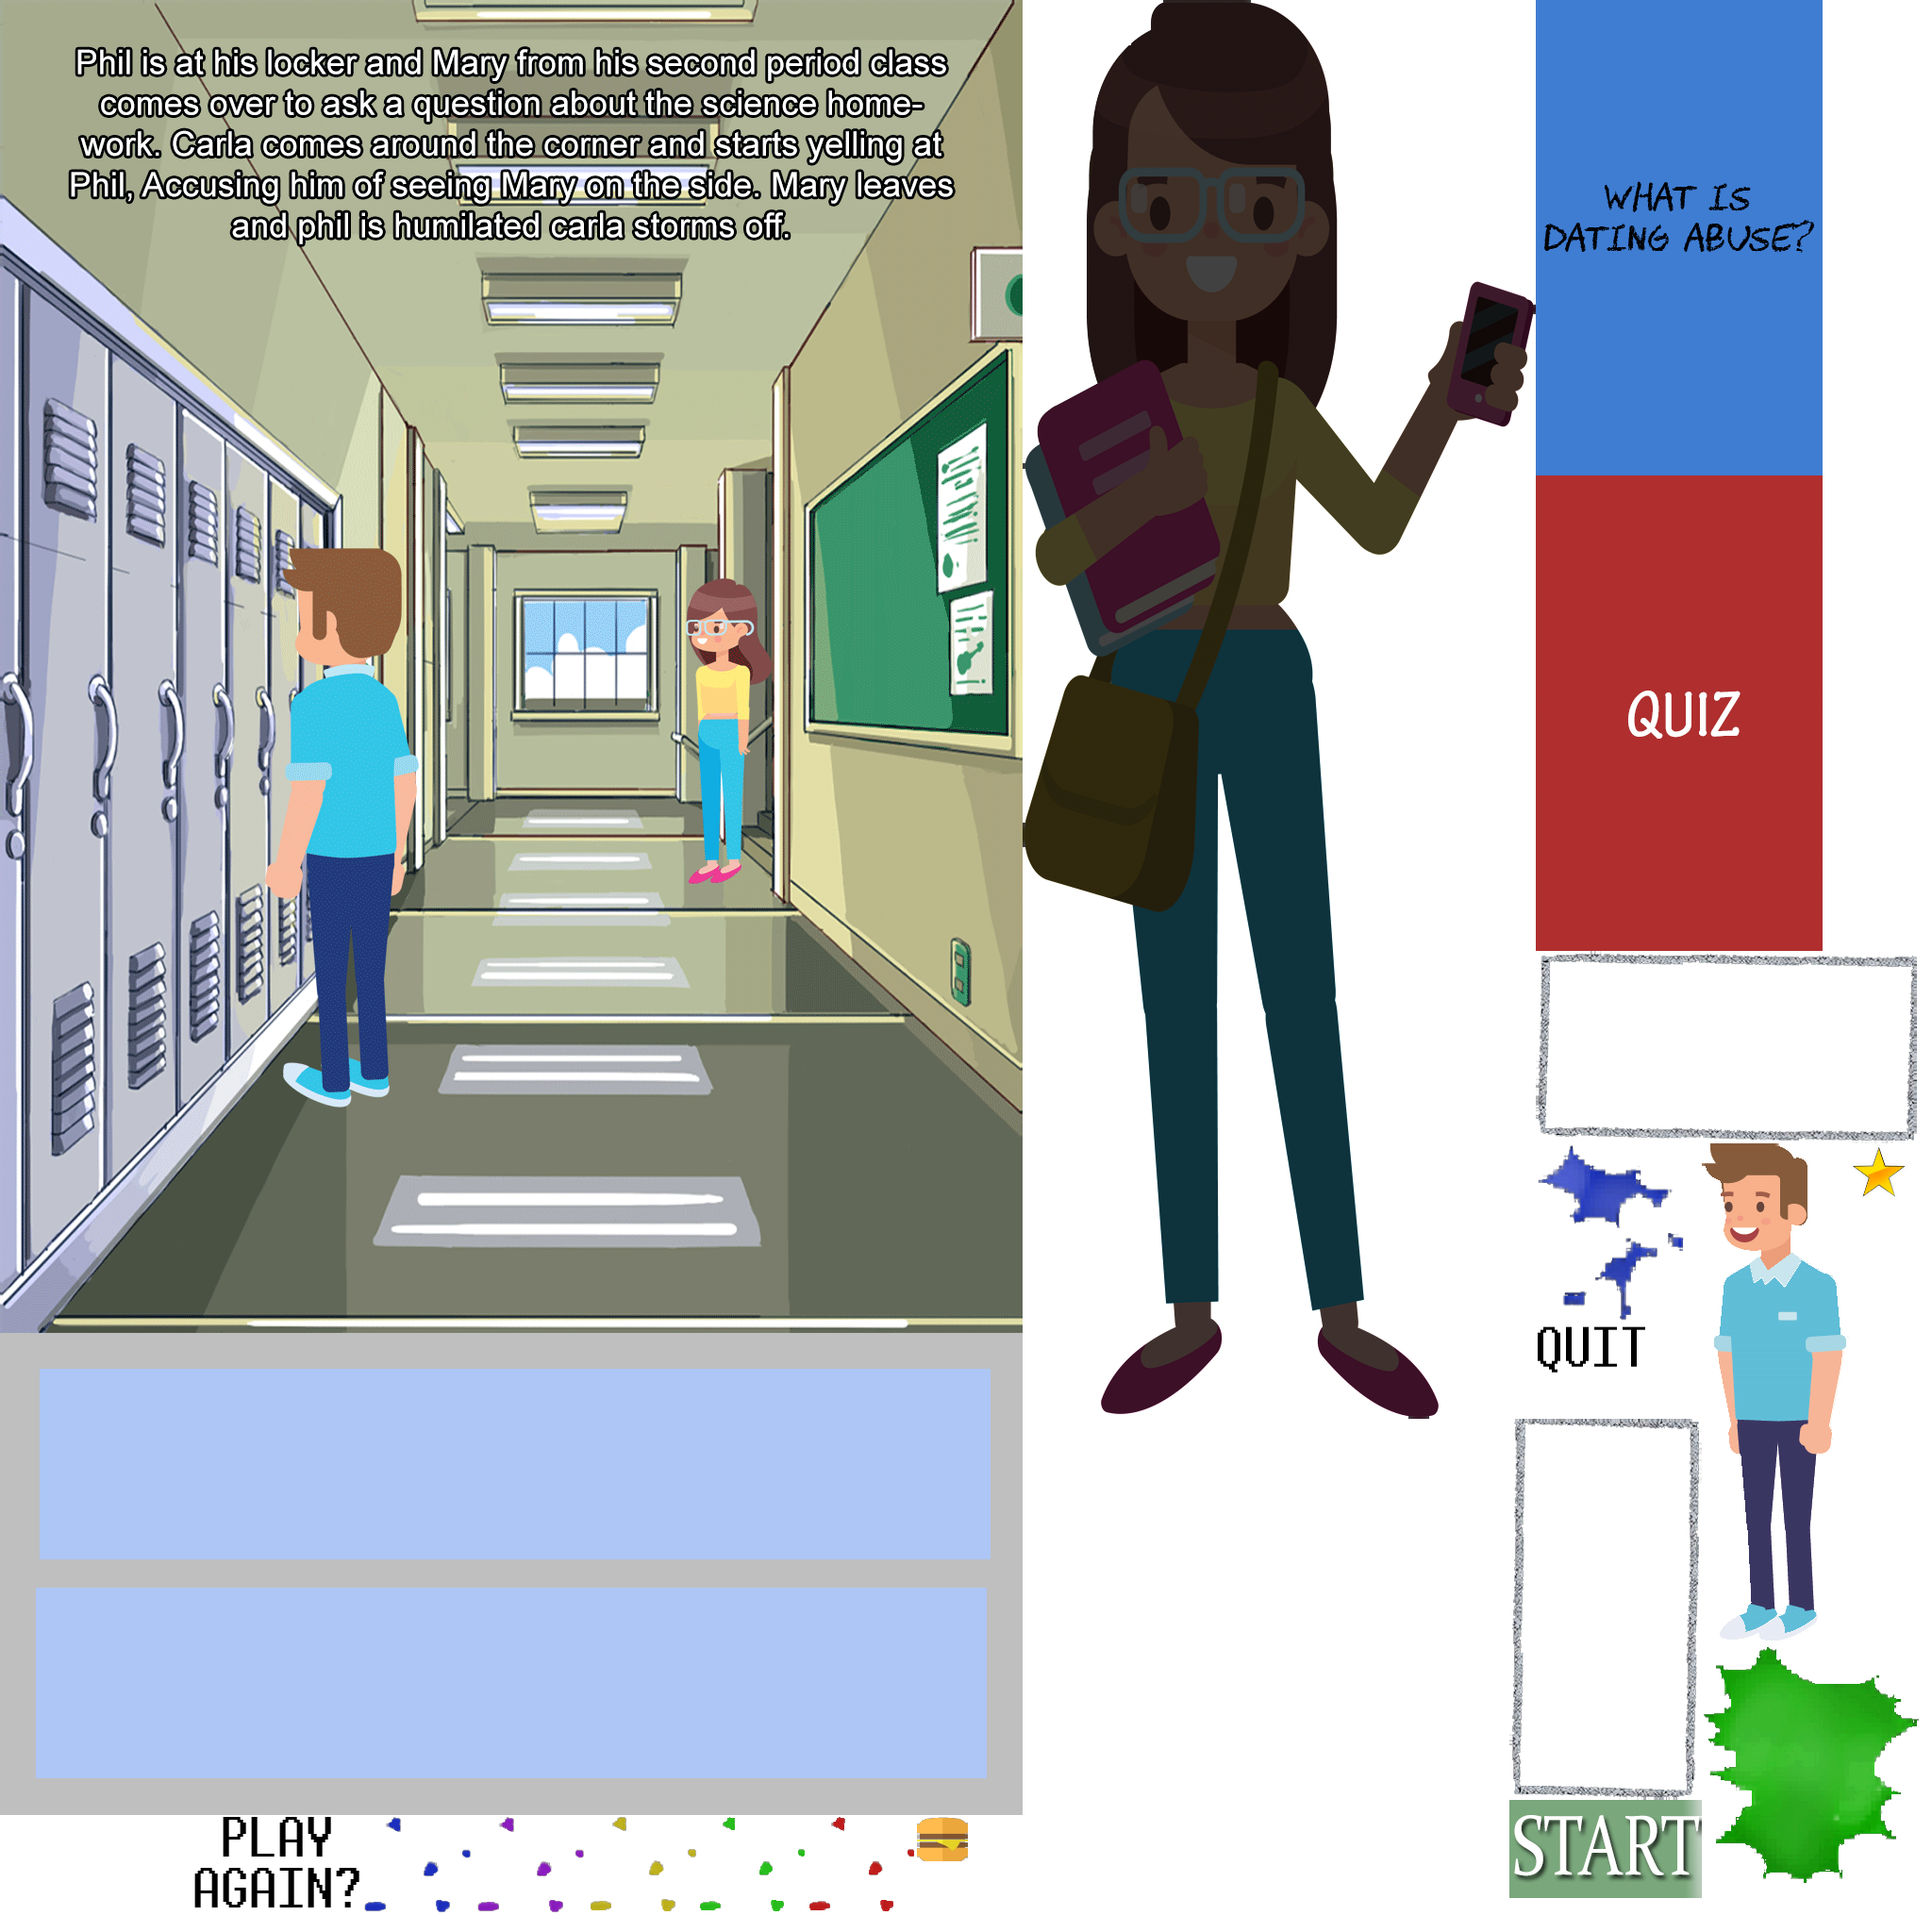 Phil is at his locker and Mary from his second period class
comes over to ask a question about the science home-
work. Carla comes around the corner and starts yelling at
Phil, Accusing him of seeing Mary on the side. Mary leaves
and phil is humilated carla storms off.
WHAT IS
DATING ABUSE?
QUIZ
QUIT
START
PLAY
AGAIN?